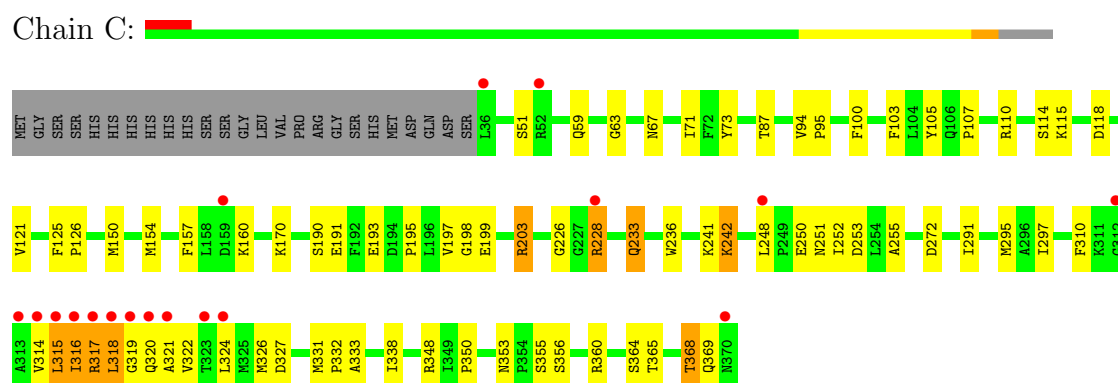 Chain C:
MET GLY SER SER HIS HIS HIS HIS HIS HIS SER SER GLY LEU VAL PRO ARG GLY SER HIS MET ASP GLN ASP SER L36 S51 R52 Q59 G63 N67 I71 F72 Y73 T87 V94 P95 F100 F103 L104 Y105 Q106 P107 R110 S114 K115 D118
V121 F125 P126 M150 M154 F157 L158 D159 K160 K170 S190 E191 F192 E193 D194 P195 L196 V197 G198 E199 R203 G226 G227 R228 Q233 W236 K241 K242 L248 P249 E250 N251 I252 D253 L254 A255 D272 I291 M295 A296 I297 F310 K311 G312
A313 V314 L315 I316 R317 L318 G319 Q320 A321 V322 T323 L324 M325 M326 D327 M331 P332 A333 I338 R348 I349 P350 N353 P354 S355 S356 R360 S364 T365 T368 Q369 N370